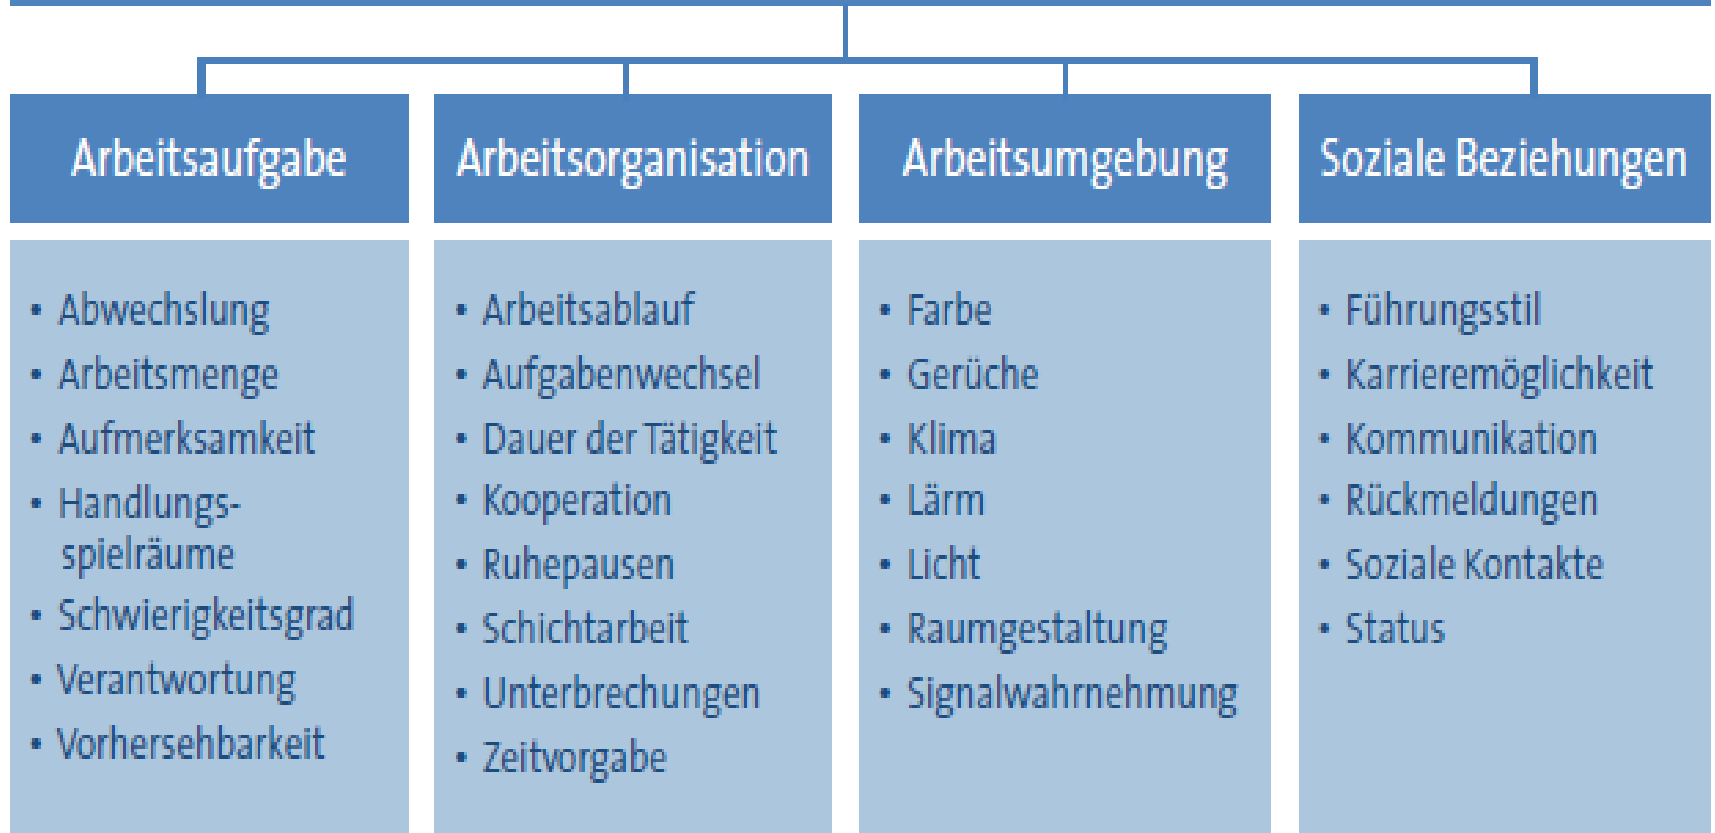 Arbeitsaufgabe
• Abwechslung
• Arbeitsmenge
• Aufmerksamkeit
• Handlungs-
spielräume
• Schwierigkeitsgrad
• Verantwortung
• Vorhersehbarkeit
Arbeitsorganisation
• Arbeitsablauf
• Aufgabenwechsel
• Dauer der Tätigkeit
• Kooperation
• Ruhepausen
• Schichtarbeit
• Unterbrechungen
• Zeitvorgabe
Arbeitsumgebung
• Farbe
• Gerüche
• Klima
• Lärm
• Licht
• Raumgestaltung
• Signalwahrnehmung
Soziale Beziehungen
• Führungsstil
• Karrieremöglichkeit
• Kommunikation
• Rückmeldungen
• Soziale Kontakte
• Status